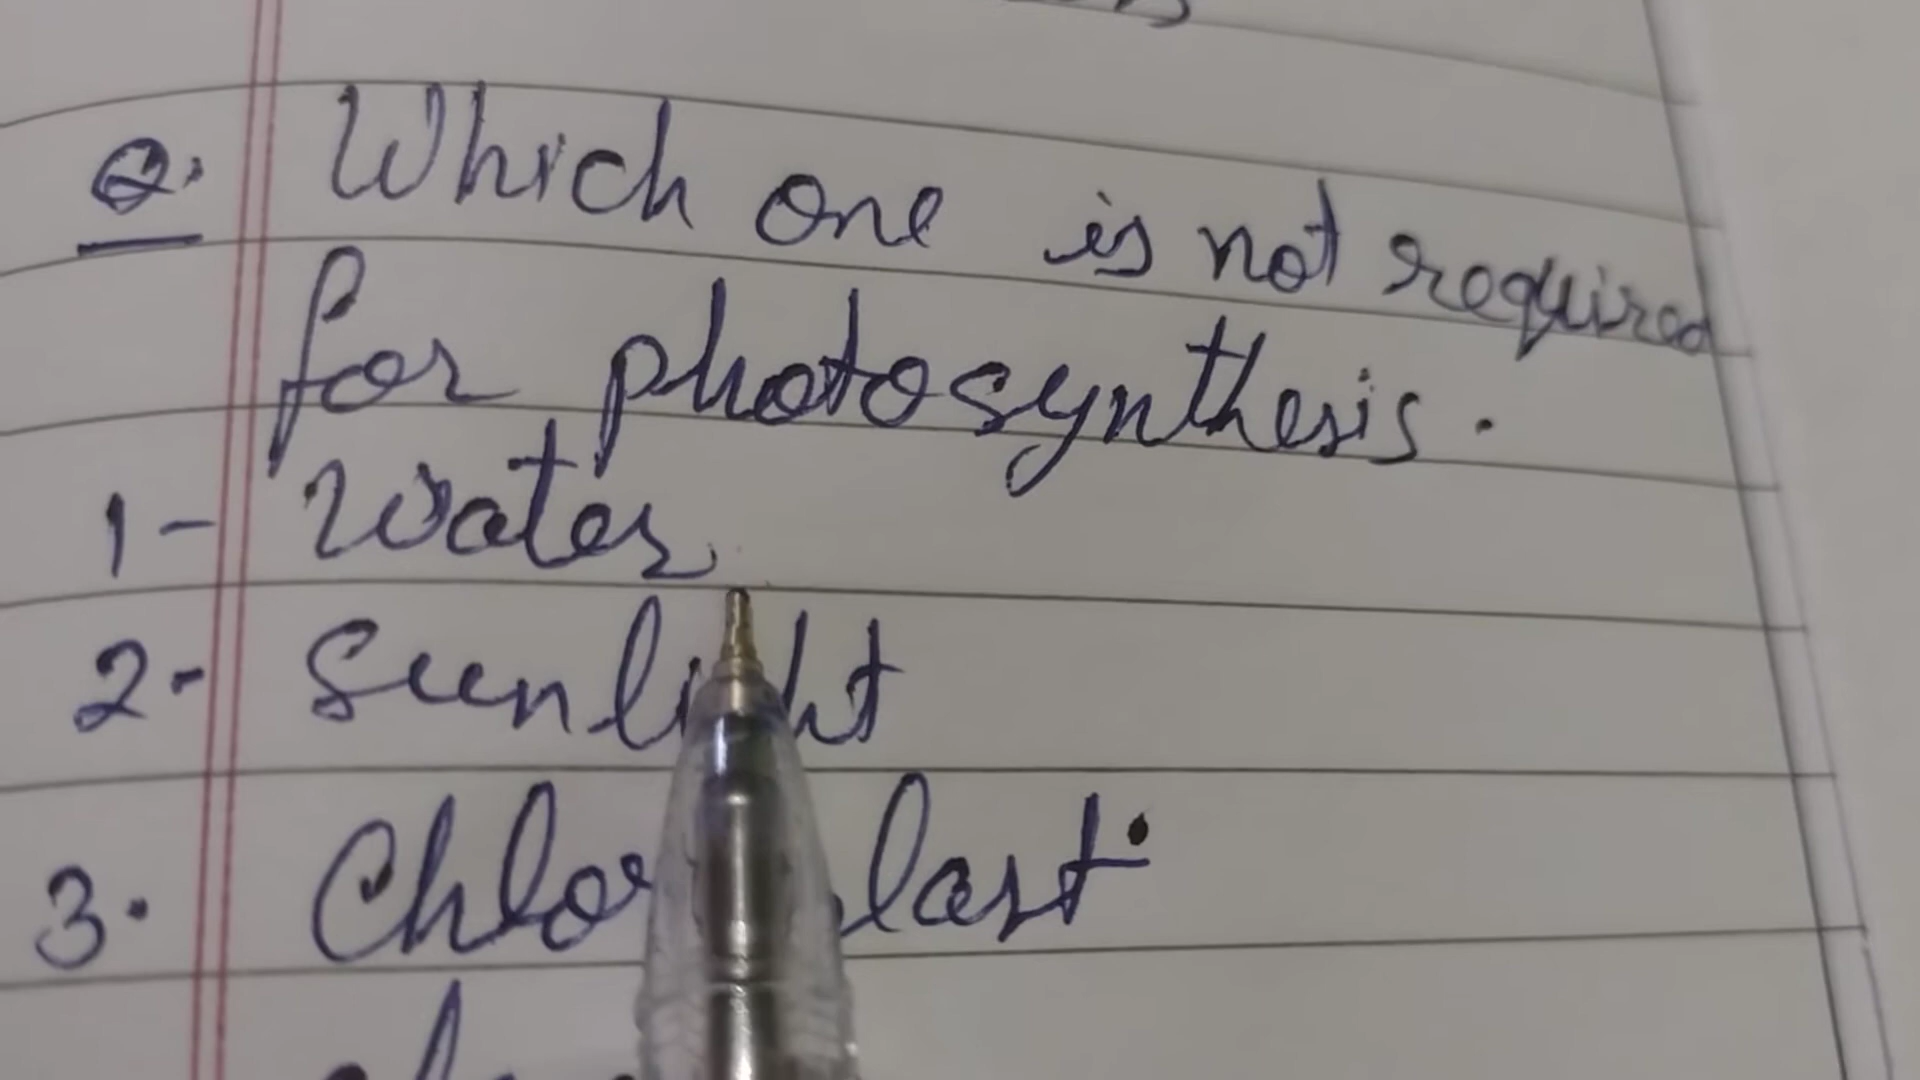 Q. Which one is not required
for photosynthesis.
1- Water
2- Sunlight
3. Chloroplast